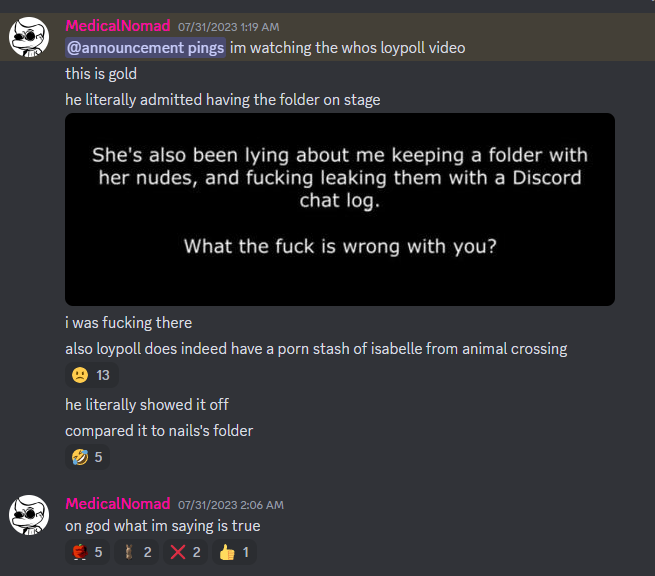 MedicalNomad 07/31/2023 1:19 AM
@announcement pings im watching the whos loypoll video
this is gold
he literally admitted having the folder on stage
She's also been lying about me keeping a folder with
her nudes, and fucking leaking them with a Discord
chat log.
What the fuck is wrong with you?
i was fucking there
also loypoll does indeed have a porn stash of isabelle from animal crossing
13
he literally showed it off
compared it to nails's folder
5
MedicalNomad 07/31/2023 2:06 AM
on god what im saying is true
5 2 2 1